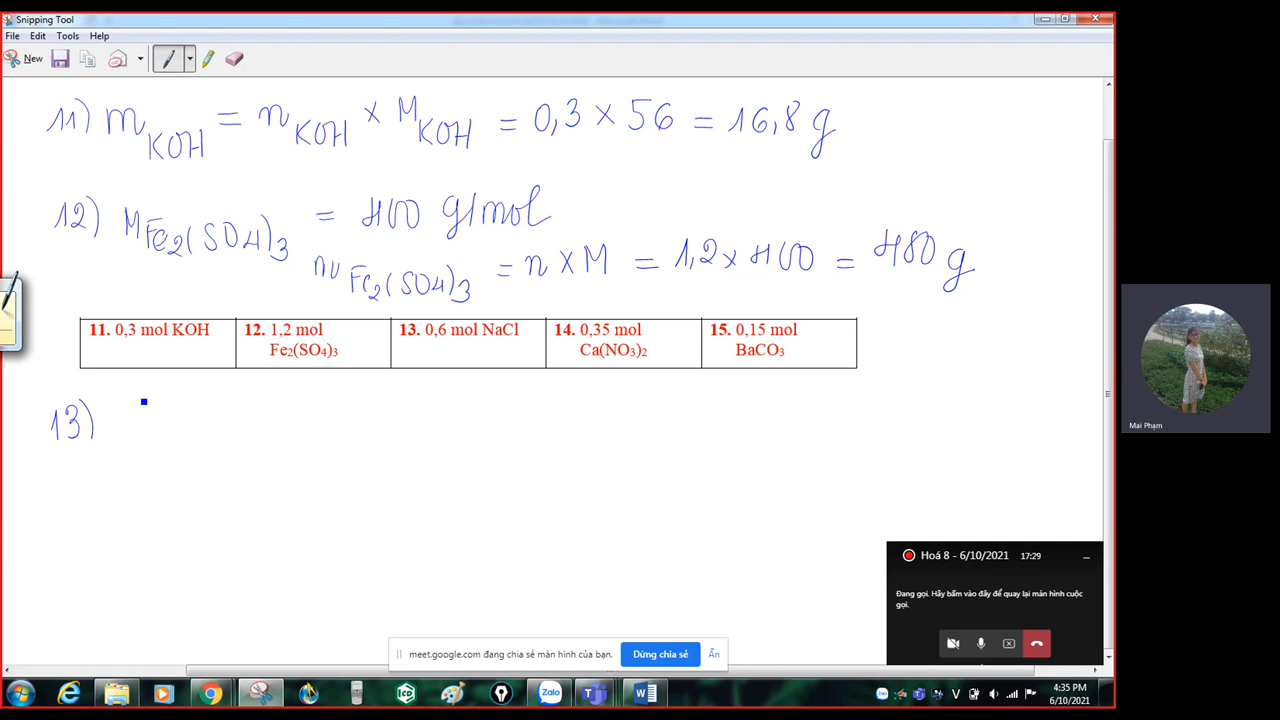 Snipping Tool
File Edit Tools Help
New
11) m KOH = n KOH × M KOH = 0,3 × 56 = 16,8 g
12) M Fe2(SO4)3 = 400 g/mol
m Fe2(SO4)3 = n × M = 1,2 × 400 = 480 g
11. 0,3 mol KOH
12. 1,2 mol
Fe2(SO4)3
13. 0,6 mol NaCl
14. 0,35 mol
Ca(NO3)2
15. 0,15 mol
BaCO3
13)
Mai Phạm
Hoá 8 - 6/10/2021 17:29
Đang gọi. Hãy bấm vào đây để quay lại màn hình cuộc
gọi.
meet.google.com đang chia sẻ màn hình của bạn. Dừng chia sẻ Ẩn
4:35 PM
6/10/2021